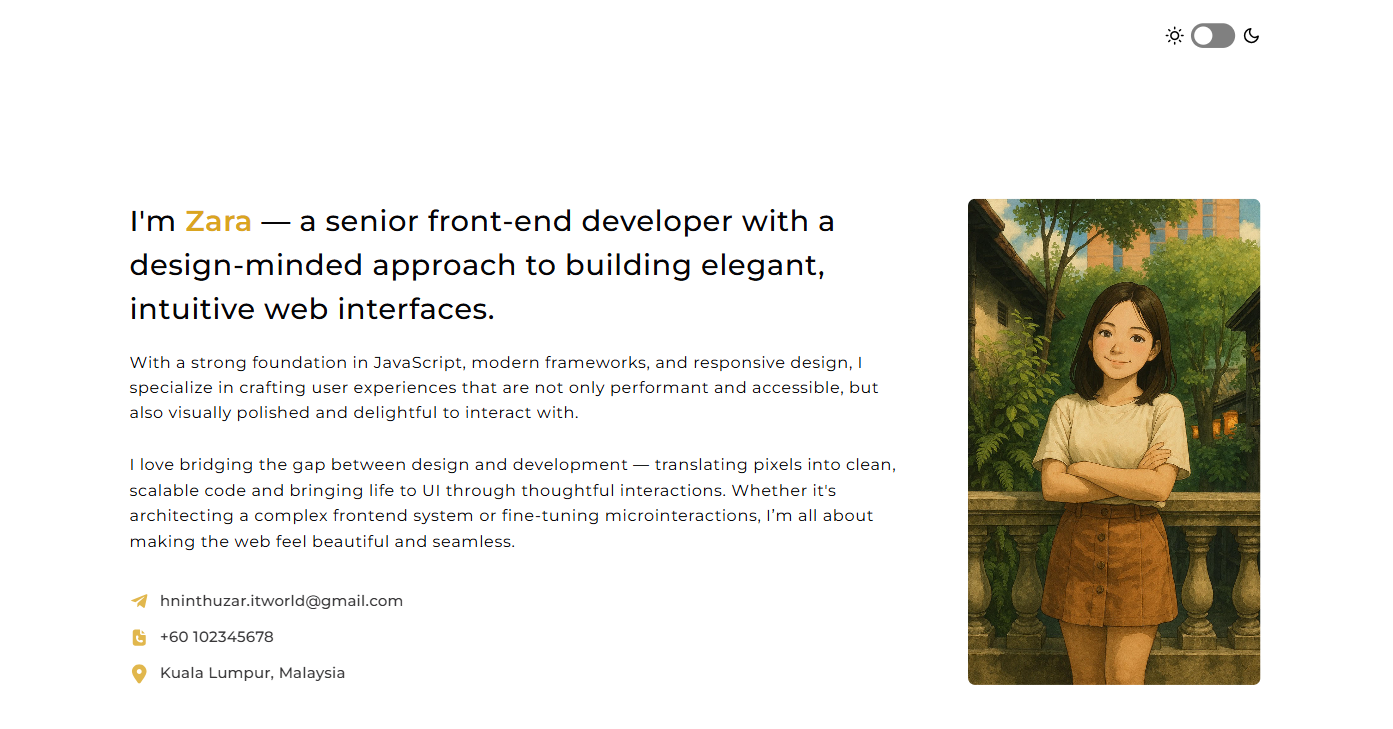 I'm Zara — a senior front-end developer with a
design-minded approach to building elegant,
intuitive web interfaces.
With a strong foundation in JavaScript, modern frameworks, and responsive design, I
specialize in crafting user experiences that are not only performant and accessible, but
also visually polished and delightful to interact with.
I love bridging the gap between design and development — translating pixels into clean,
scalable code and bringing life to UI through thoughtful interactions. Whether it's
architecting a complex frontend system or fine-tuning microinteractions, I’m all about
making the web feel beautiful and seamless.
hninthuzar.itworld@gmail.com
+60 102345678
Kuala Lumpur, Malaysia